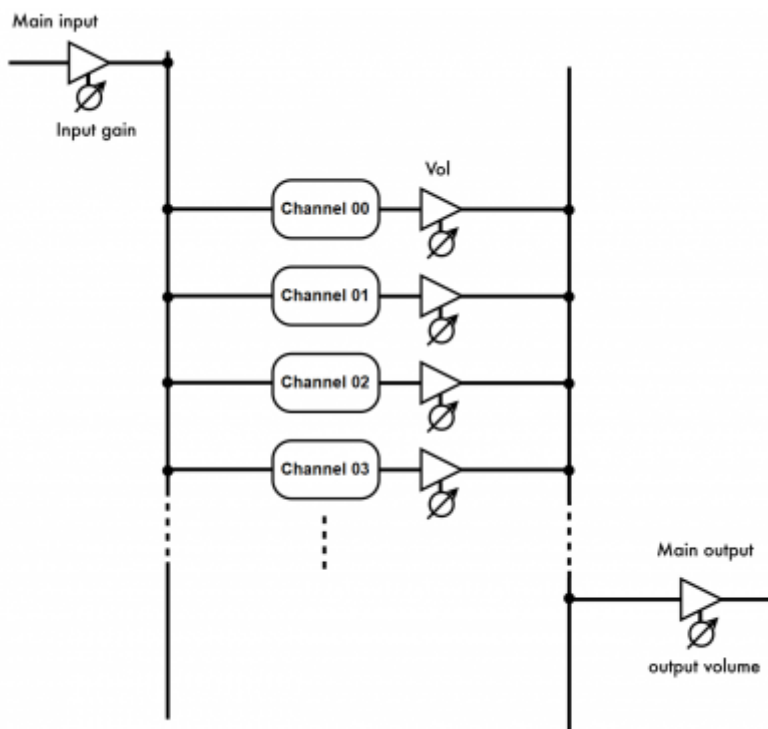 Main input
Input gain
Vol
Channel 00
Channel 01
Channel 02
Channel 03
Main output
output volume